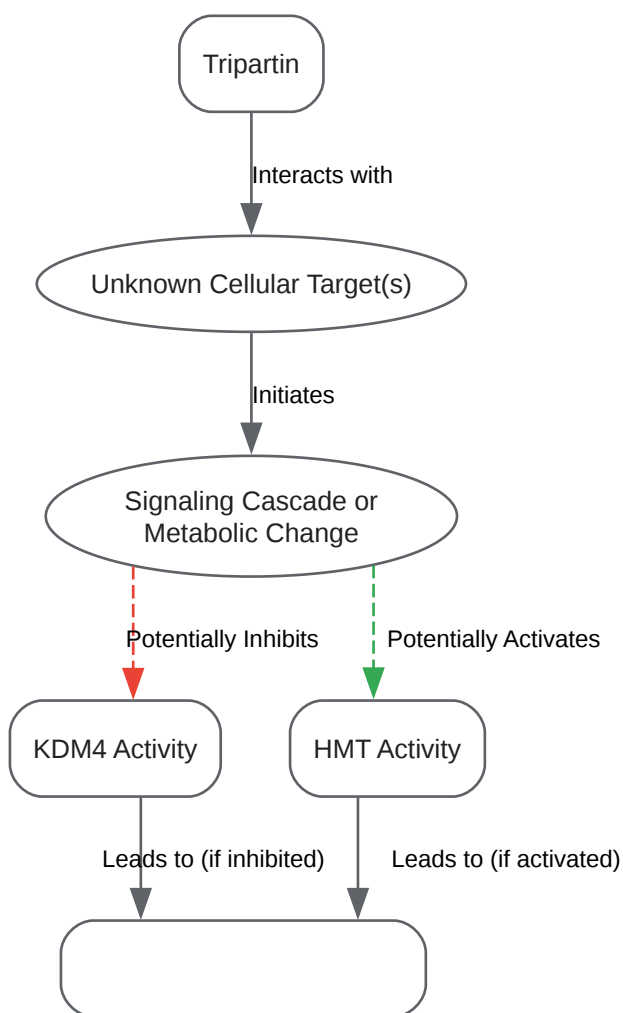 Tripartin
Interacts with
Unknown Cellular Target(s)
Initiates
Signaling Cascade or
Metabolic Change
Potentially Inhibits
Potentially Activates
KDM4 Activity
HMT Activity
Leads to (if inhibited)
Leads to (if activated)